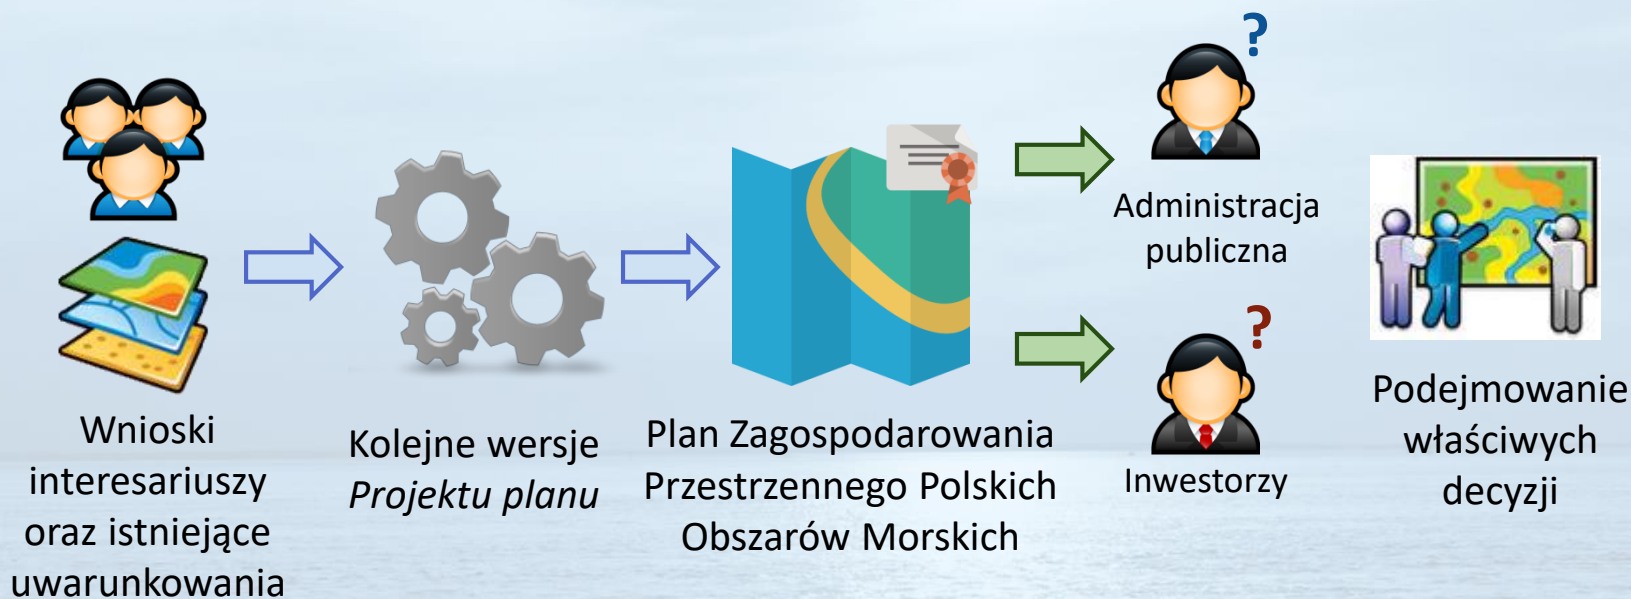 Wnioski
interesariuszy
oraz istniejące
uwarunkowania
Kolejne wersje
Projektu planu
Plan Zagospodarowania
Przestrzennego Polskich
Obszarów Morskich
?
Administracja
publiczna
?
Inwestorzy
Podejmowanie
właściwych
decyzji